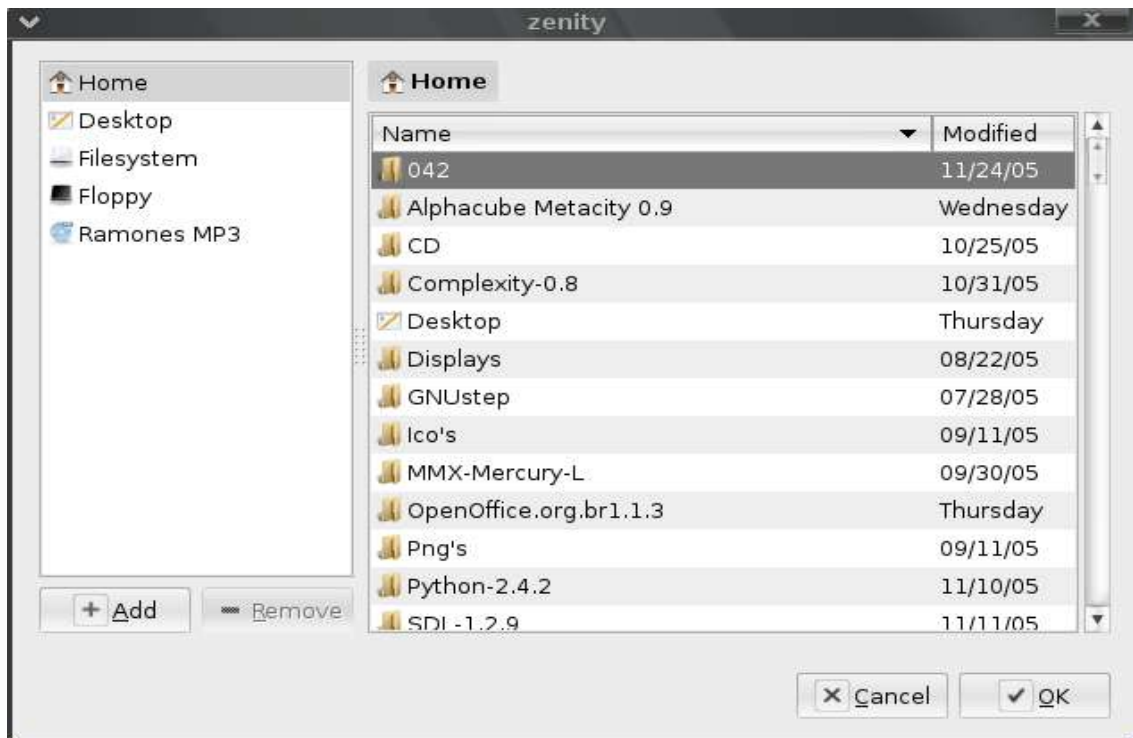 zenity
Home
Desktop
Filesystem
Floppy
Ramones MP3
Add
Remove
Home
Name Modified
042 11/24/05
Alphacube Metacity 0.9 Wednesday
CD 10/25/05
Complexity-0.8 10/31/05
Desktop Thursday
Displays 08/22/05
GNUstep 07/28/05
Ico's 09/11/05
MMX-Mercury-L 09/30/05
OpenOffice.org.br1.1.3 Thursday
Png's 09/11/05
Python-2.4.2 11/10/05
SDL-1.2.9 11/11/05
Cancel OK